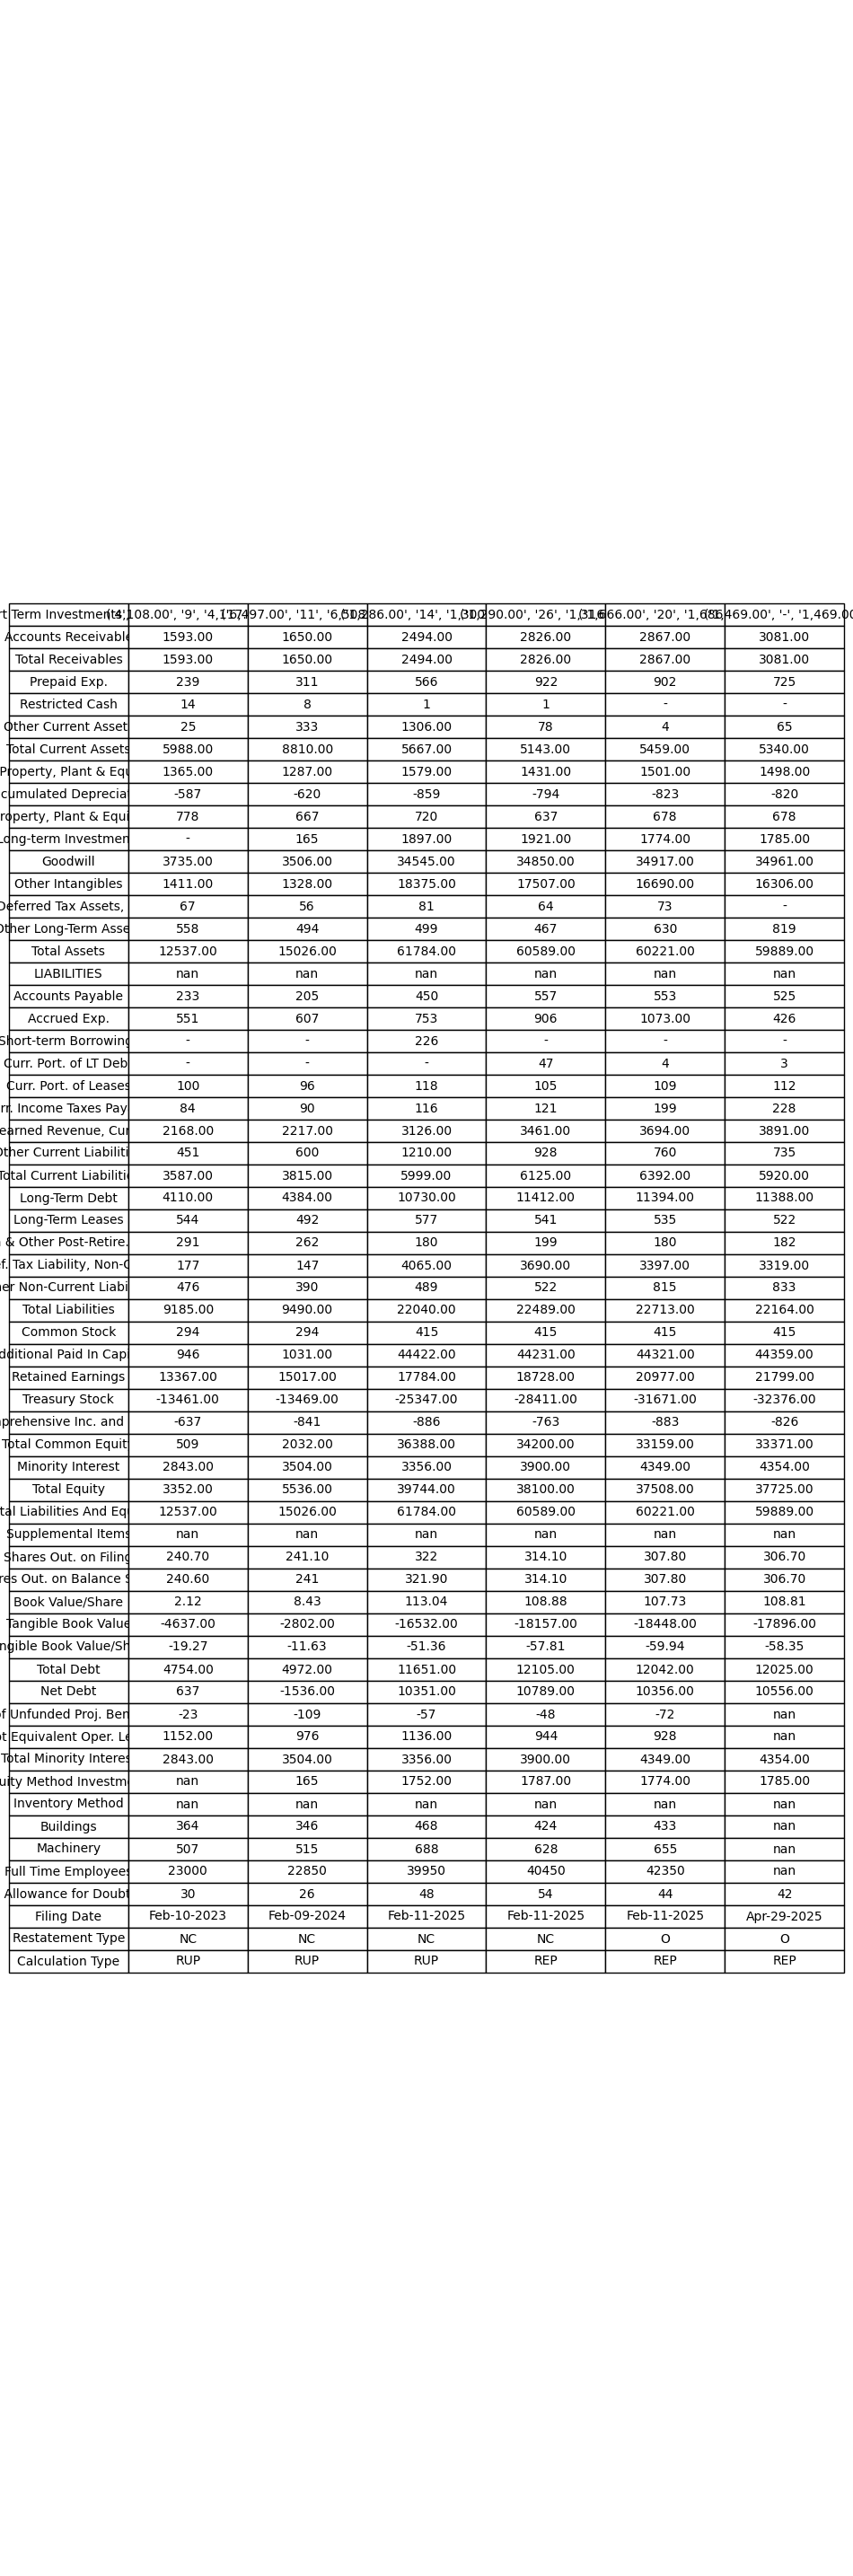 rt Term Investments, ('4,108.00', '9', '4,117 ('6,497.00', '11', '6,508 ('1,286.00', '14', '1,300 ('1,290.00', '26', '1,316 ('1,666.00', '20', '1,686 ('1,469.00', '-', '1,469.00
Accounts Receivable 1593.00 1650.00 2494.00 2826.00 2867.00 3081.00
Total Receivables 1593.00 1650.00 2494.00 2826.00 2867.00 3081.00
Prepaid Exp. 239 311 566 922 902 725
Restricted Cash 14 8 1 1 - -
Other Current Asset 25 333 1306.00 78 4 65
Total Current Assets 5988.00 8810.00 5667.00 5143.00 5459.00 5340.00
Property, Plant & Equ 1365.00 1287.00 1579.00 1431.00 1501.00 1498.00
cumulated Depreciat -587 -620 -859 -794 -823 -820
roperty, Plant & Equi 778 667 720 637 678 678
Long-term Investmen - 165 1897.00 1921.00 1774.00 1785.00
Goodwill 3735.00 3506.00 34545.00 34850.00 34917.00 34961.00
Other Intangibles 1411.00 1328.00 18375.00 17507.00 16690.00 16306.00
Deferred Tax Assets, 67 56 81 64 73 -
Other Long-Term Asse 558 494 499 467 630 819
Total Assets 12537.00 15026.00 61784.00 60589.00 60221.00 59889.00
LIABILITIES nan nan nan nan nan nan
Accounts Payable 233 205 450 557 553 525
Accrued Exp. 551 607 753 906 1073.00 426
Short-term Borrowing - - 226 - - -
Curr. Port. of LT Deb - - - 47 4 3
Curr. Port. of Leases 100 96 118 105 109 112
rr. Income Taxes Pay 84 90 116 121 199 228
earned Revenue, Cur 2168.00 2217.00 3126.00 3461.00 3694.00 3891.00
Other Current Liabiliti 451 600 1210.00 928 760 735
Total Current Liabilitie 3587.00 3815.00 5999.00 6125.00 6392.00 5920.00
Long-Term Debt 4110.00 4384.00 10730.00 11412.00 11394.00 11388.00
Long-Term Leases 544 492 577 541 535 522
& Other Post-Retire. 291 262 180 199 180 182
f. Tax Liability, Non-C 177 147 4065.00 3690.00 3397.00 3319.00
ner Non-Current Liabi 476 390 489 522 815 833
Total Liabilities 9185.00 9490.00 22040.00 22489.00 22713.00 22164.00
Common Stock 294 294 415 415 415 415
dditional Paid In Capi 946 1031.00 44422.00 44231.00 44321.00 44359.00
Retained Earnings 13367.00 15017.00 17784.00 18728.00 20977.00 21799.00
Treasury Stock -13461.00 -13469.00 -25347.00 -28411.00 -31671.00 -32376.00
prehensive Inc. and -637 -841 -886 -763 -883 -826
Total Common Equit 509 2032.00 36388.00 34200.00 33159.00 33371.00
Minority Interest 2843.00 3504.00 3356.00 3900.00 4349.00 4354.00
Total Equity 3352.00 5536.00 39744.00 38100.00 37508.00 37725.00
tal Liabilities And Equ 12537.00 15026.00 61784.00 60589.00 60221.00 59889.00
Supplemental Items nan nan nan nan nan nan
Shares Out. on Filing 240.70 241.10 322 314.10 307.80 306.70
res Out. on Balance S 240.60 241 321.90 314.10 307.80 306.70
Book Value/Share 2.12 8.43 113.04 108.88 107.73 108.81
Tangible Book Value -4637.00 -2802.00 -16532.00 -18157.00 -18448.00 -17896.00
ngible Book Value/Sh -19.27 -11.63 -51.36 -57.81 -59.94 -58.35
Total Debt 4754.00 4972.00 11651.00 12105.00 12042.00 12025.00
Net Debt 637 -1536.00 10351.00 10789.00 10356.00 10556.00
of Unfunded Proj. Ben -23 -109 -57 -48 -72 nan
bt Equivalent Oper. Le 1152.00 976 1136.00 944 928 nan
Total Minority Interes 2843.00 3504.00 3356.00 3900.00 4349.00 4354.00
uity Method Investme nan 165 1752.00 1787.00 1774.00 1785.00
Inventory Method nan nan nan nan nan nan
Buildings 364 346 468 424 433 nan
Machinery 507 515 688 628 655 nan
Full Time Employees 23000 22850 39950 40450 42350 nan
Allowance for Doubt 30 26 48 54 44 42
Filing Date Feb-10-2023 Feb-09-2024 Feb-11-2025 Feb-11-2025 Feb-11-2025 Apr-29-2025
Restatement Type NC NC NC NC O O
Calculation Type RUP RUP RUP REP REP REP